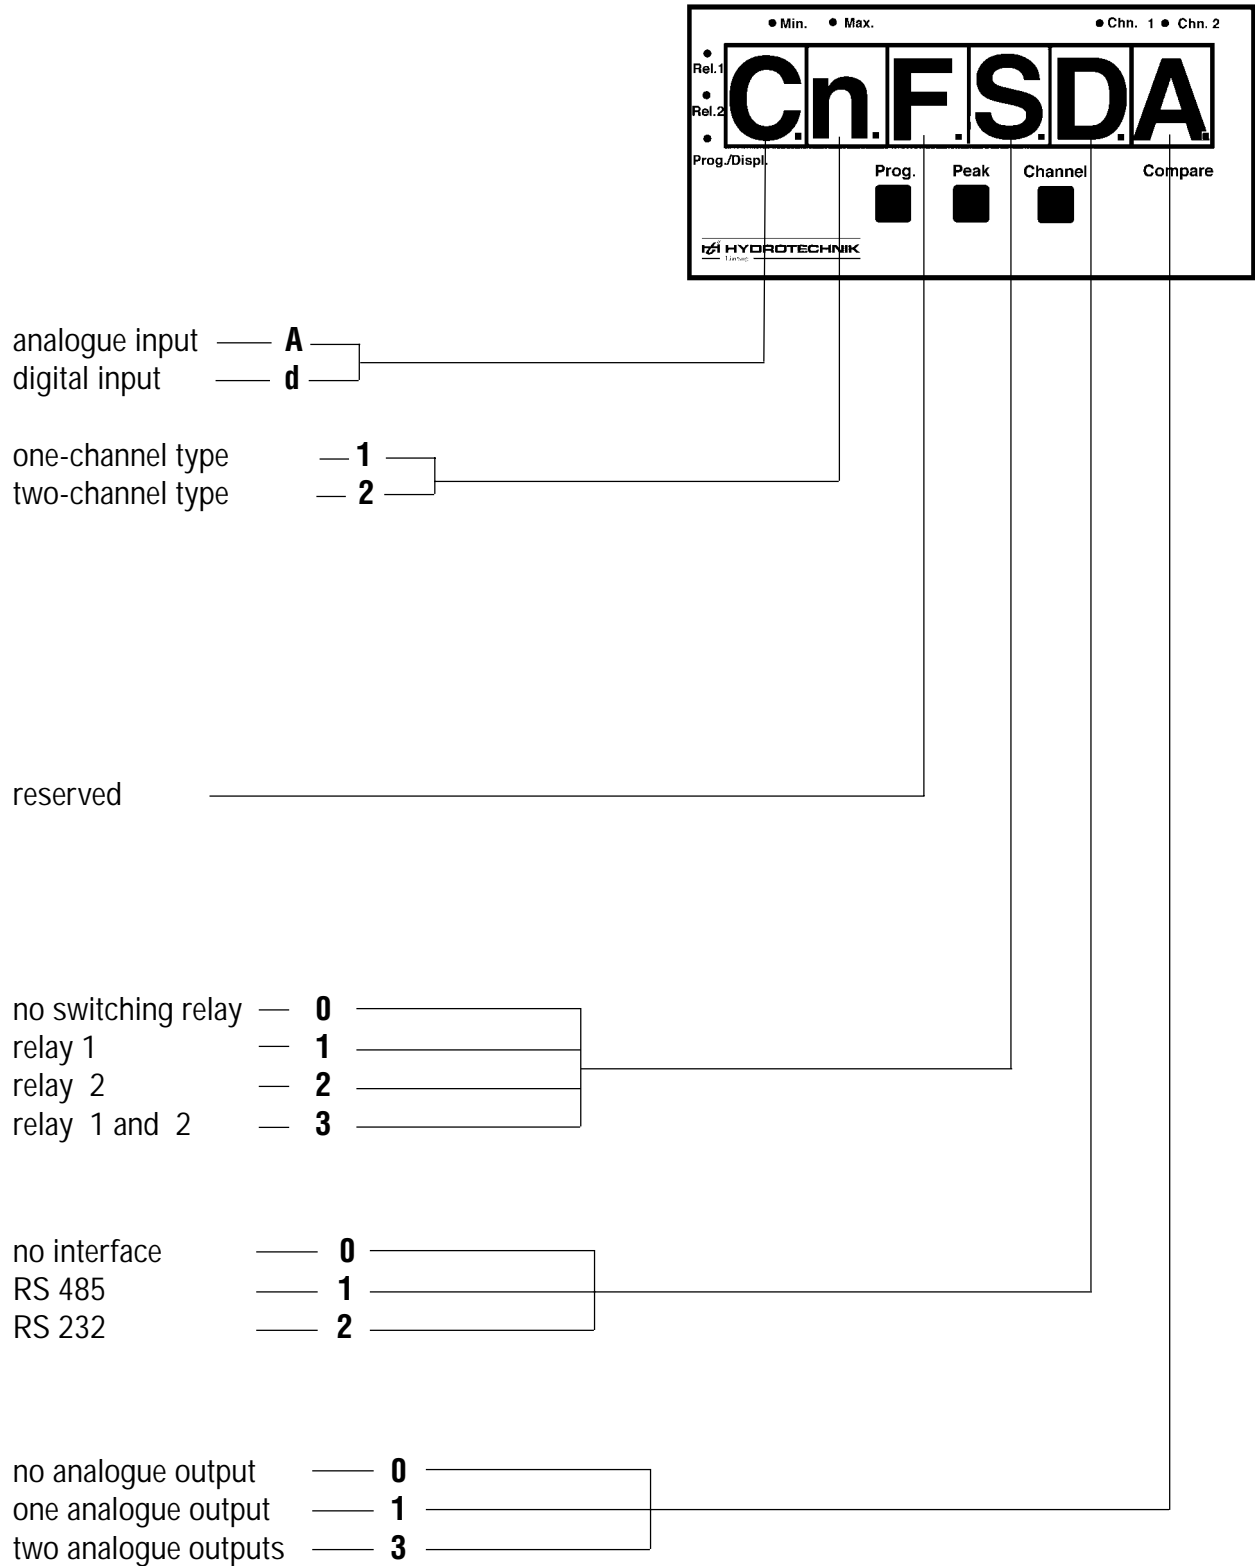 Min. Max. Chn. 1 Chn. 2
Rel.1
Rel.2
C.n.F.S.D.A.
Prog./Displ.
Prog. Peak Channel Compare
HYDROTECHNIK
analogue input A
digital input d
one-channel type 1
two-channel type 2
reserved
no switching relay 0
relay 1 1
relay 2 2
relay 1 and 2 3
no interface 0
RS 485 1
RS 232 2
no analogue output 0
one analogue output 1
two analogue outputs 3